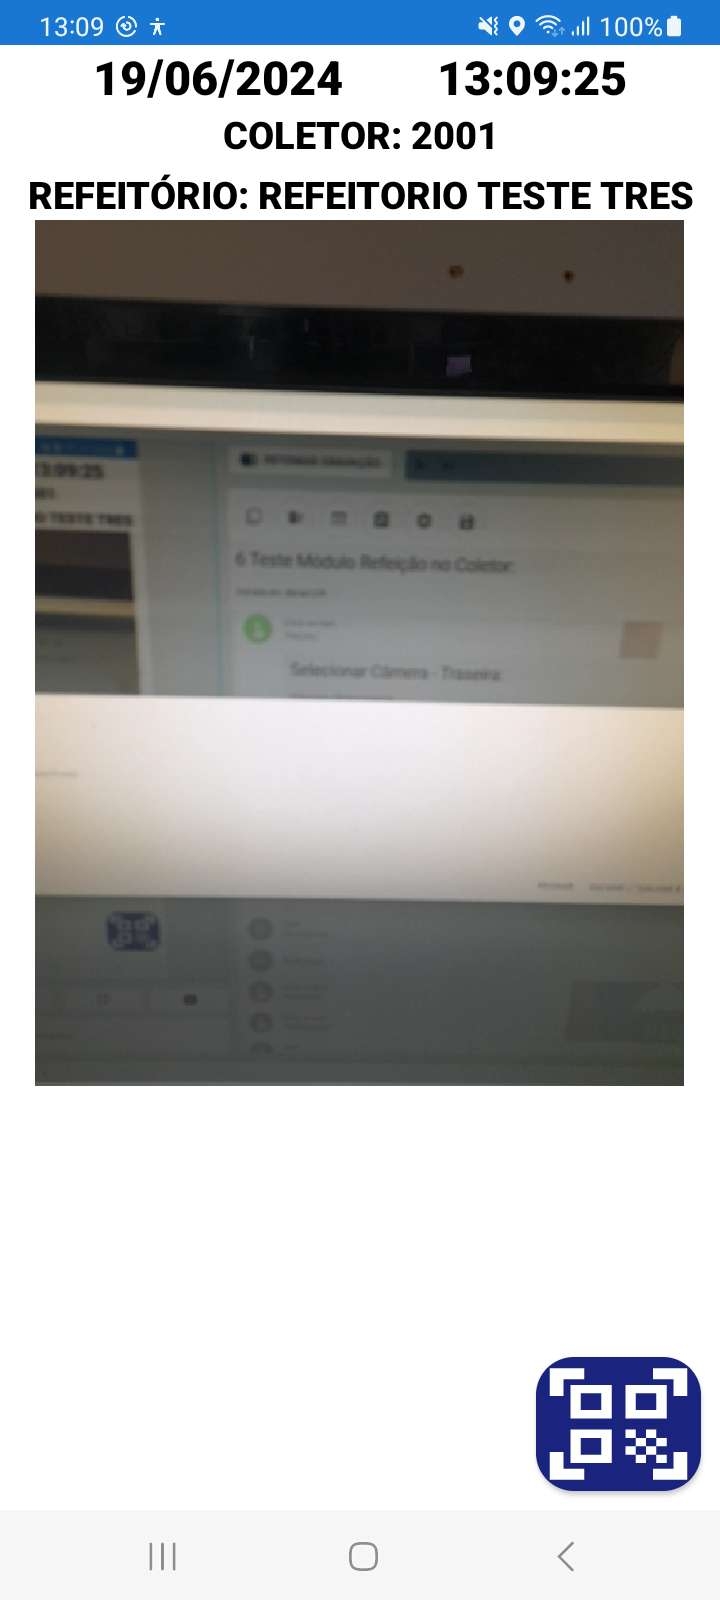 13:09
100%
19/06/2024 13:09:25
COLETOR: 2001
REFEITÓRIO: REFEITORIO TESTE TRES
13:09:25
TESTE TRES
6 Teste Módulo Refeição no Coletor
Selecionar Câmera - Traseira